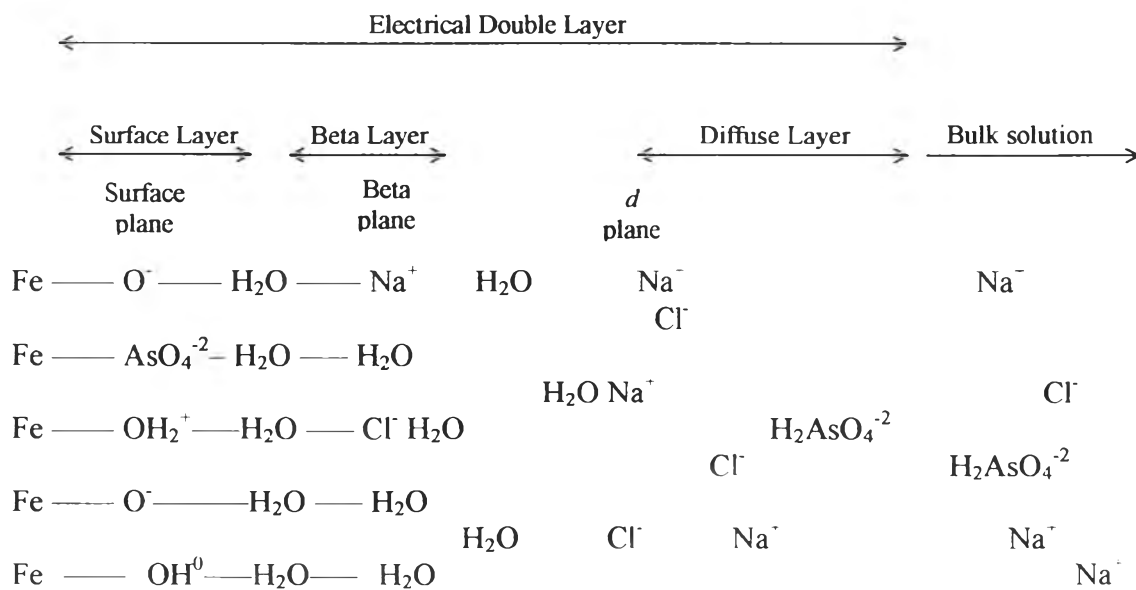 Electrical Double Layer
Surface Layer Beta Layer Diffuse Layer Bulk solution
Surface plane
Beta plane
d plane
Fe — O⁻ — H₂O — Na⁺ H₂O Na⁻ Na⁻
Cl⁻
Fe — AsO₄⁻² – H₂O — H₂O
H₂O Na⁺ Cl⁻
Fe — OH₂⁺ — H₂O — Cl⁻ H₂O H₂AsO₄⁻²
Cl⁻ H₂AsO₄⁻²
Fe — O⁻ — H₂O — H₂O
H₂O Cl⁻ Na⁺ Na⁺
Fe — OH⁰ — H₂O — H₂O Na⁺